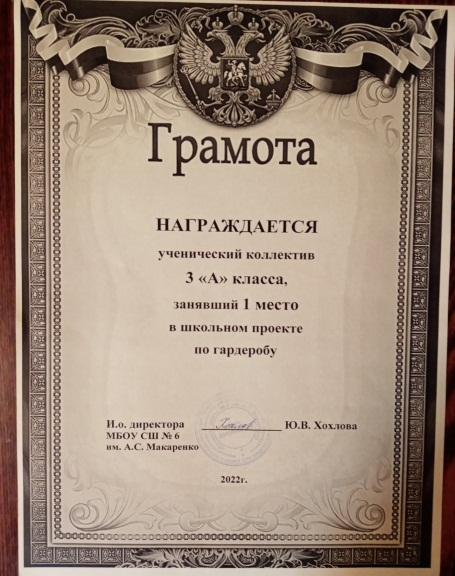 Грамота
НАГРАЖДАЕТСЯ
ученический коллектив
3 «А» класса,
занявший 1 место
в школьном проекте
по гардеробу
И.о. директора ______________ Ю.В. Хохлова
МБОУ СШ № 6
им. А.С. Макаренко
2022г.